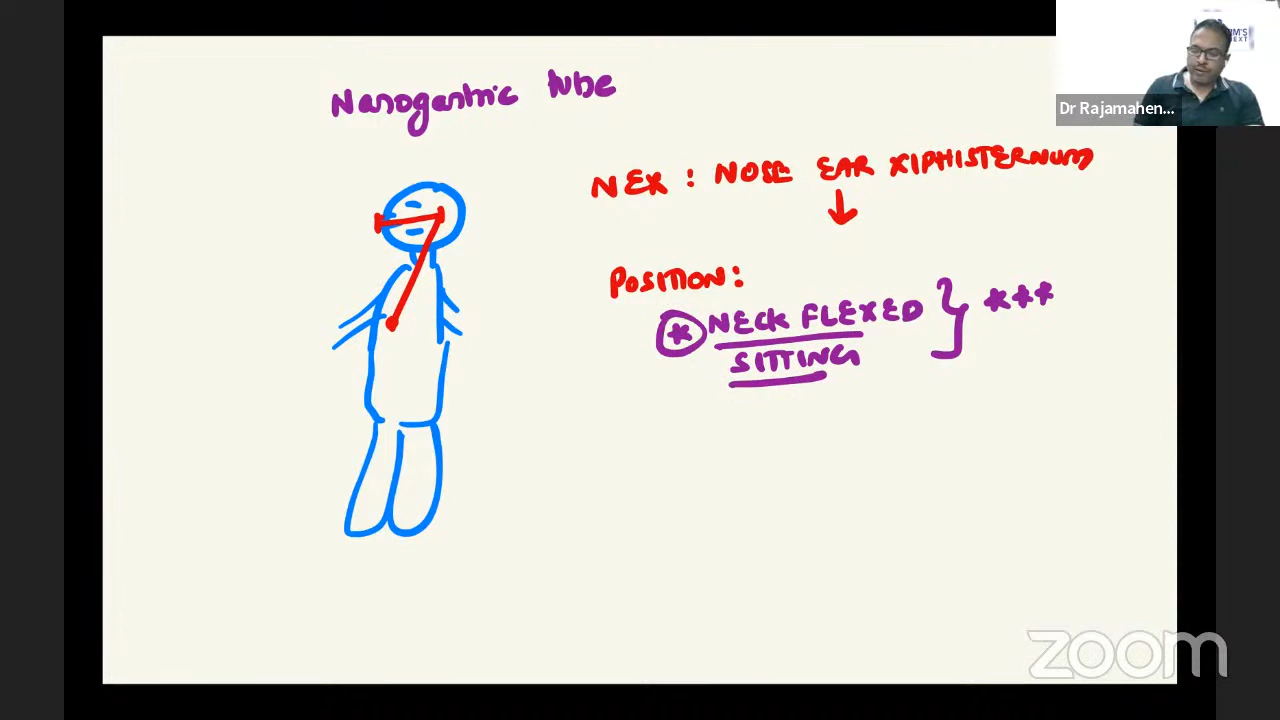 Nasogastric tube
NEX : NOSE EAR XIPHISTERNUM
↓
POSITION:
* NECK FLEXED } ***
SITTING
Dr Rajamahen...
zoom